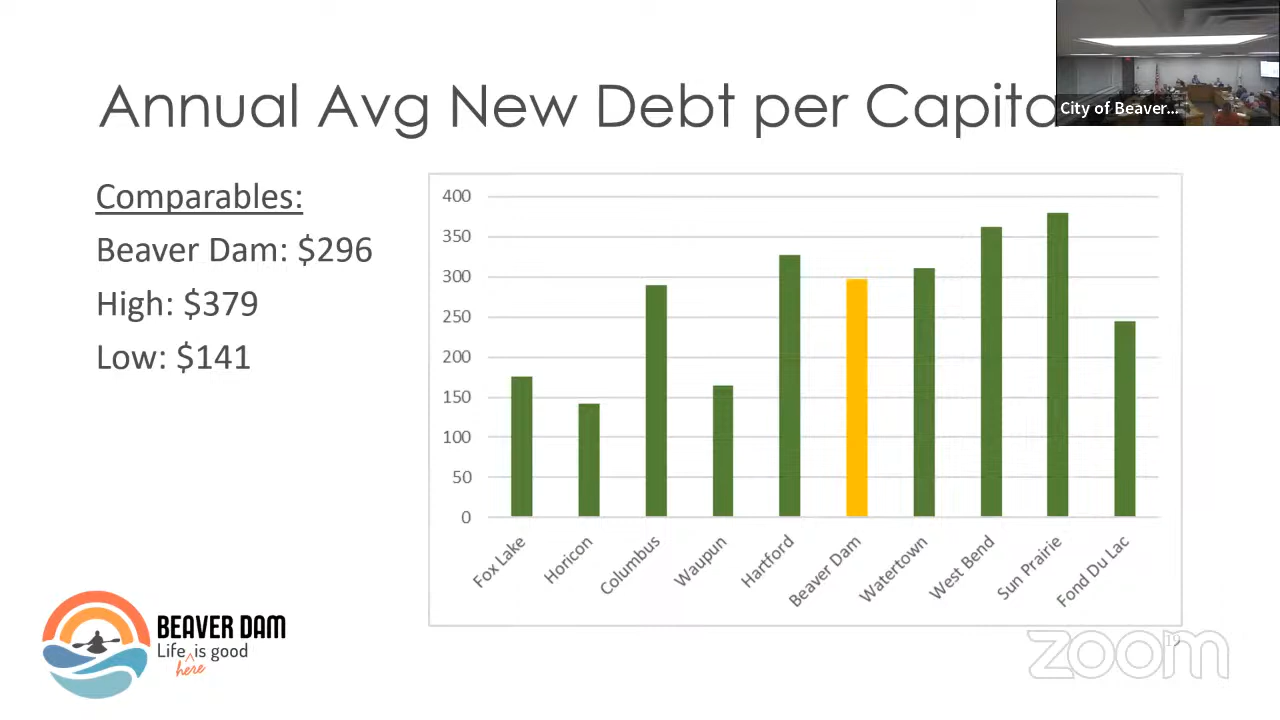 Annual Avg New Debt per Capita
City of Beaver...
Comparables:
Beaver Dam: $296
High: $379
Low: $141
400
350
300
250
200
150
100
50
0
Fox Lake
Horicon
Columbus
Waupun
Hartford
Beaver Dam
Watertown
West Bend
Sun Prairie
Fond Du Lac
BEAVER DAM
Life is good
here
19
zoom